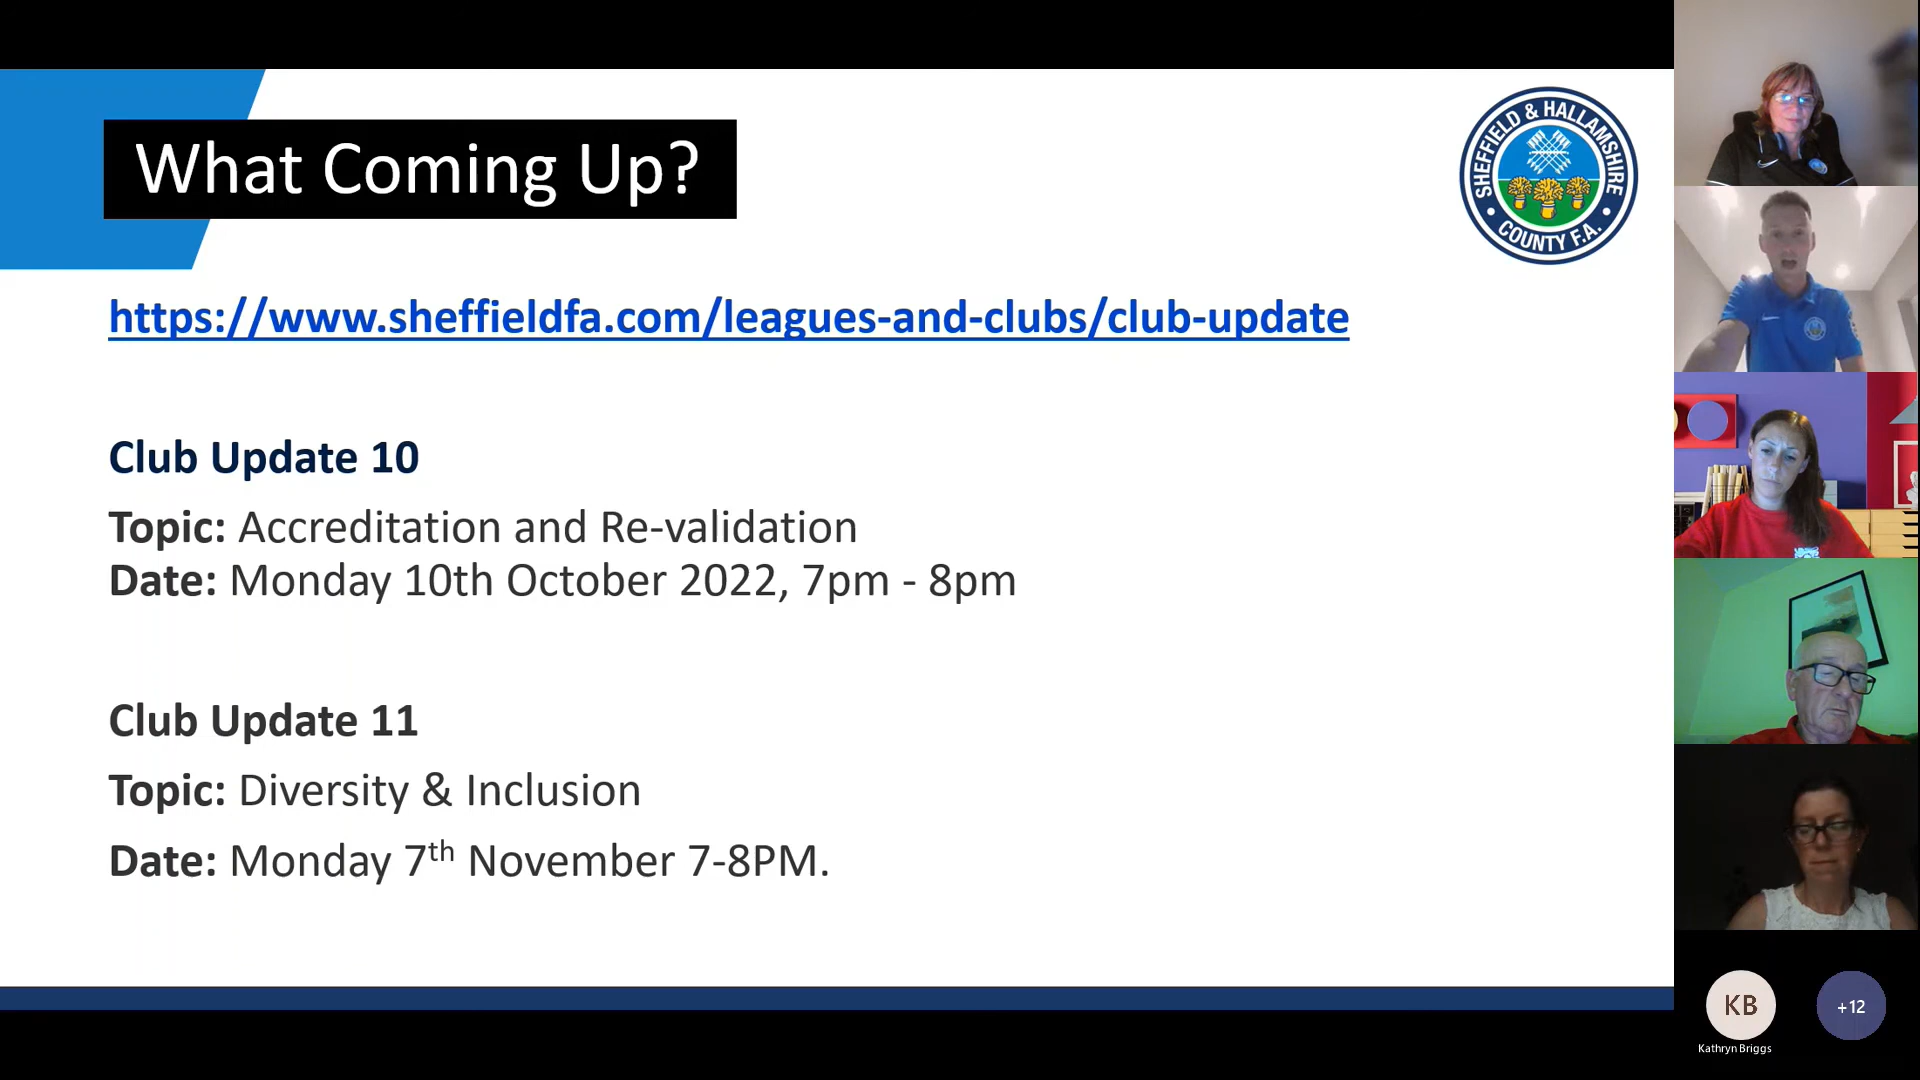 What Coming Up?
SHEFFIELD & HALLAMSHIRE
COUNTY F.A.
https://www.sheffieldfa.com/leagues-and-clubs/club-update
Club Update 10
Topic: Accreditation and Re-validation
Date: Monday 10th October 2022, 7pm - 8pm
Club Update 11
Topic: Diversity & Inclusion
Date: Monday 7th November 7-8PM.
KB
+12
Kathryn Briggs